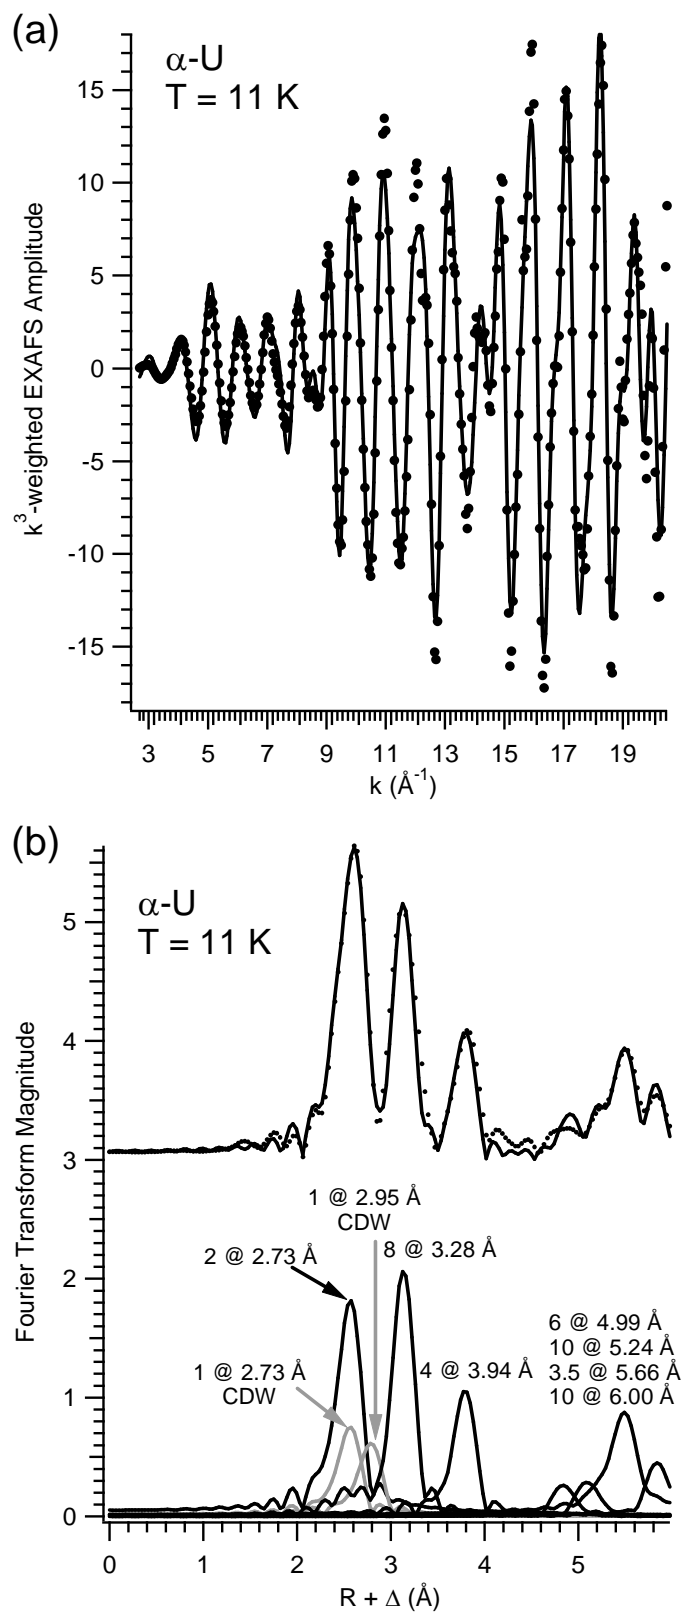 (a)
α-U
T = 11 K
15
10
5
0
-5
-10
-15
k³-weighted EXAFS Amplitude
3 5 7 9 11 13 15 17 19
k (Å⁻¹)
(b)
α-U
T = 11 K
5
4
3
2
1
0
Fourier Transform Magnitude
1 @ 2.95 Å
CDW
2 @ 2.73 Å
8 @ 3.28 Å
1 @ 2.73 Å
CDW
4 @ 3.94 Å
6 @ 4.99 Å
10 @ 5.24 Å
3.5 @ 5.66 Å
10 @ 6.00 Å
0 1 2 3 4 5
R + Δ (Å)